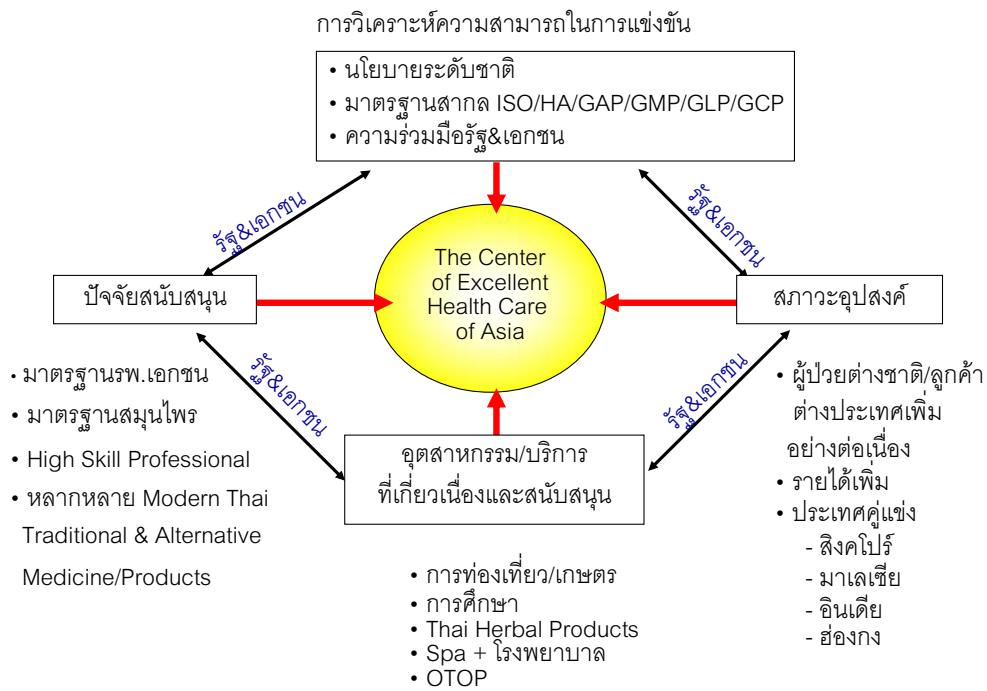 การวิเคราะห์ความสามารถในการแข่งขัน
• นโยบายระดับชาติ
• มาตรฐานสากล ISO/HA/GAP/GMP/GLP/GCP
• ความร่วมมือรัฐ&เอกชน
รัฐ&เอกชน
รัฐ&เอกชน
The Center
of Excellent
Health Care
of Asia
ปัจจัยสนับสนุน
สภาวะอุปสงค์
รัฐ&เอกชน
รัฐ&เอกชน
• มาตรฐานรพ.เอกชน
• มาตรฐานสมุนไพร
• High Skill Professional
• หลากหลาย Modern Thai
Traditional & Alternative
Medicine/Products
อุตสาหกรรม/บริการ
ที่เกี่ยวเนื่องและสนับสนุน
• การท่องเที่ยว/เกษตร
• การศึกษา
• Thai Herbal Products
• Spa + โรงพยาบาล
• OTOP
• ผู้ป่วยต่างชาติ/ลูกค้า
ต่างประเทศเพิ่ม
อย่างต่อเนื่อง
• รายได้เพิ่ม
• ประเทศคู่แข่ง
- สิงคโปร์
- มาเลเซีย
- อินเดีย
- ฮ่องกง